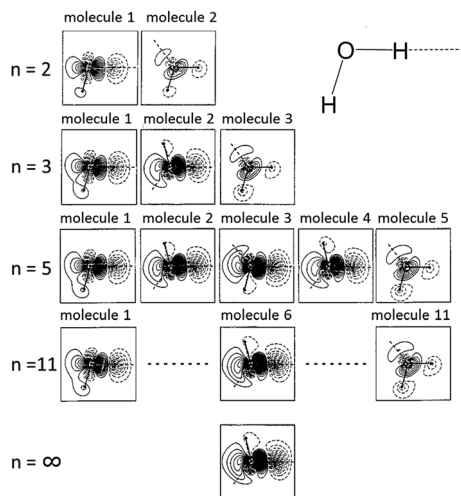 molecule 1 molecule 2
n = 2
O H
H
molecule 1 molecule 2 molecule 3
n = 3
molecule 1 molecule 2 molecule 3 molecule 4 molecule 5
n = 5
molecule 1 molecule 6 molecule 11
n =11
n = ∞